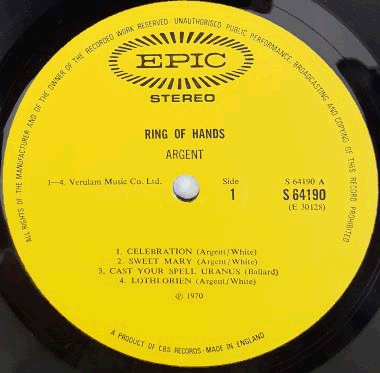 ALL RIGHTS OF THE MANUFACTURER AND OF THE OWNER OF THE RECORDED WORK RESERVED · UNAUTHORISED PUBLIC PERFORMANCE, BROADCASTING AND COPYING OF THIS RECORD PROHIBITED
EPIC
STEREO
RING OF HANDS
ARGENT
1—4. Verulam Music Co. Ltd.
Side
1
S 64190 A
S 64190
(E 30128)
1. CELEBRATION (Argent/White)
2. SWEET MARY (Argent/White)
3. CAST YOUR SPELL URANUS (Ballard)
4. LOTHLORIEN (Argent/White)
℗ 1970
A PRODUCT OF CBS RECORDS · MADE IN ENGLAND